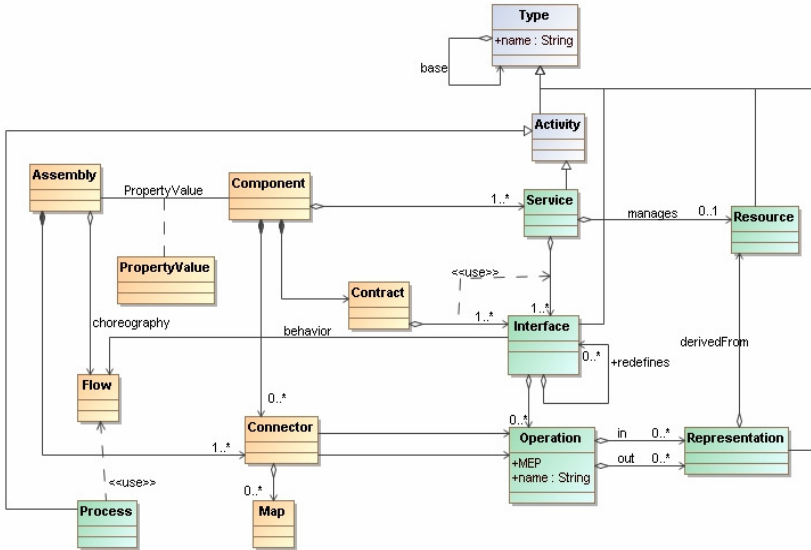 Type
+name : String
base
Activity
Assembly
PropertyValue
Component
1..*
Service
manages
0..1
Resource
PropertyValue
<<use>>
Contract
1..*
1..*
choreography
behavior
Interface
0..*
+redefines
derivedFrom
Flow
0..*
0..*
Connector
Operation
in
0..*
Representation
1..*
+MEP
out
0..*
+name : String
<<use>>
0..*
Process
Map